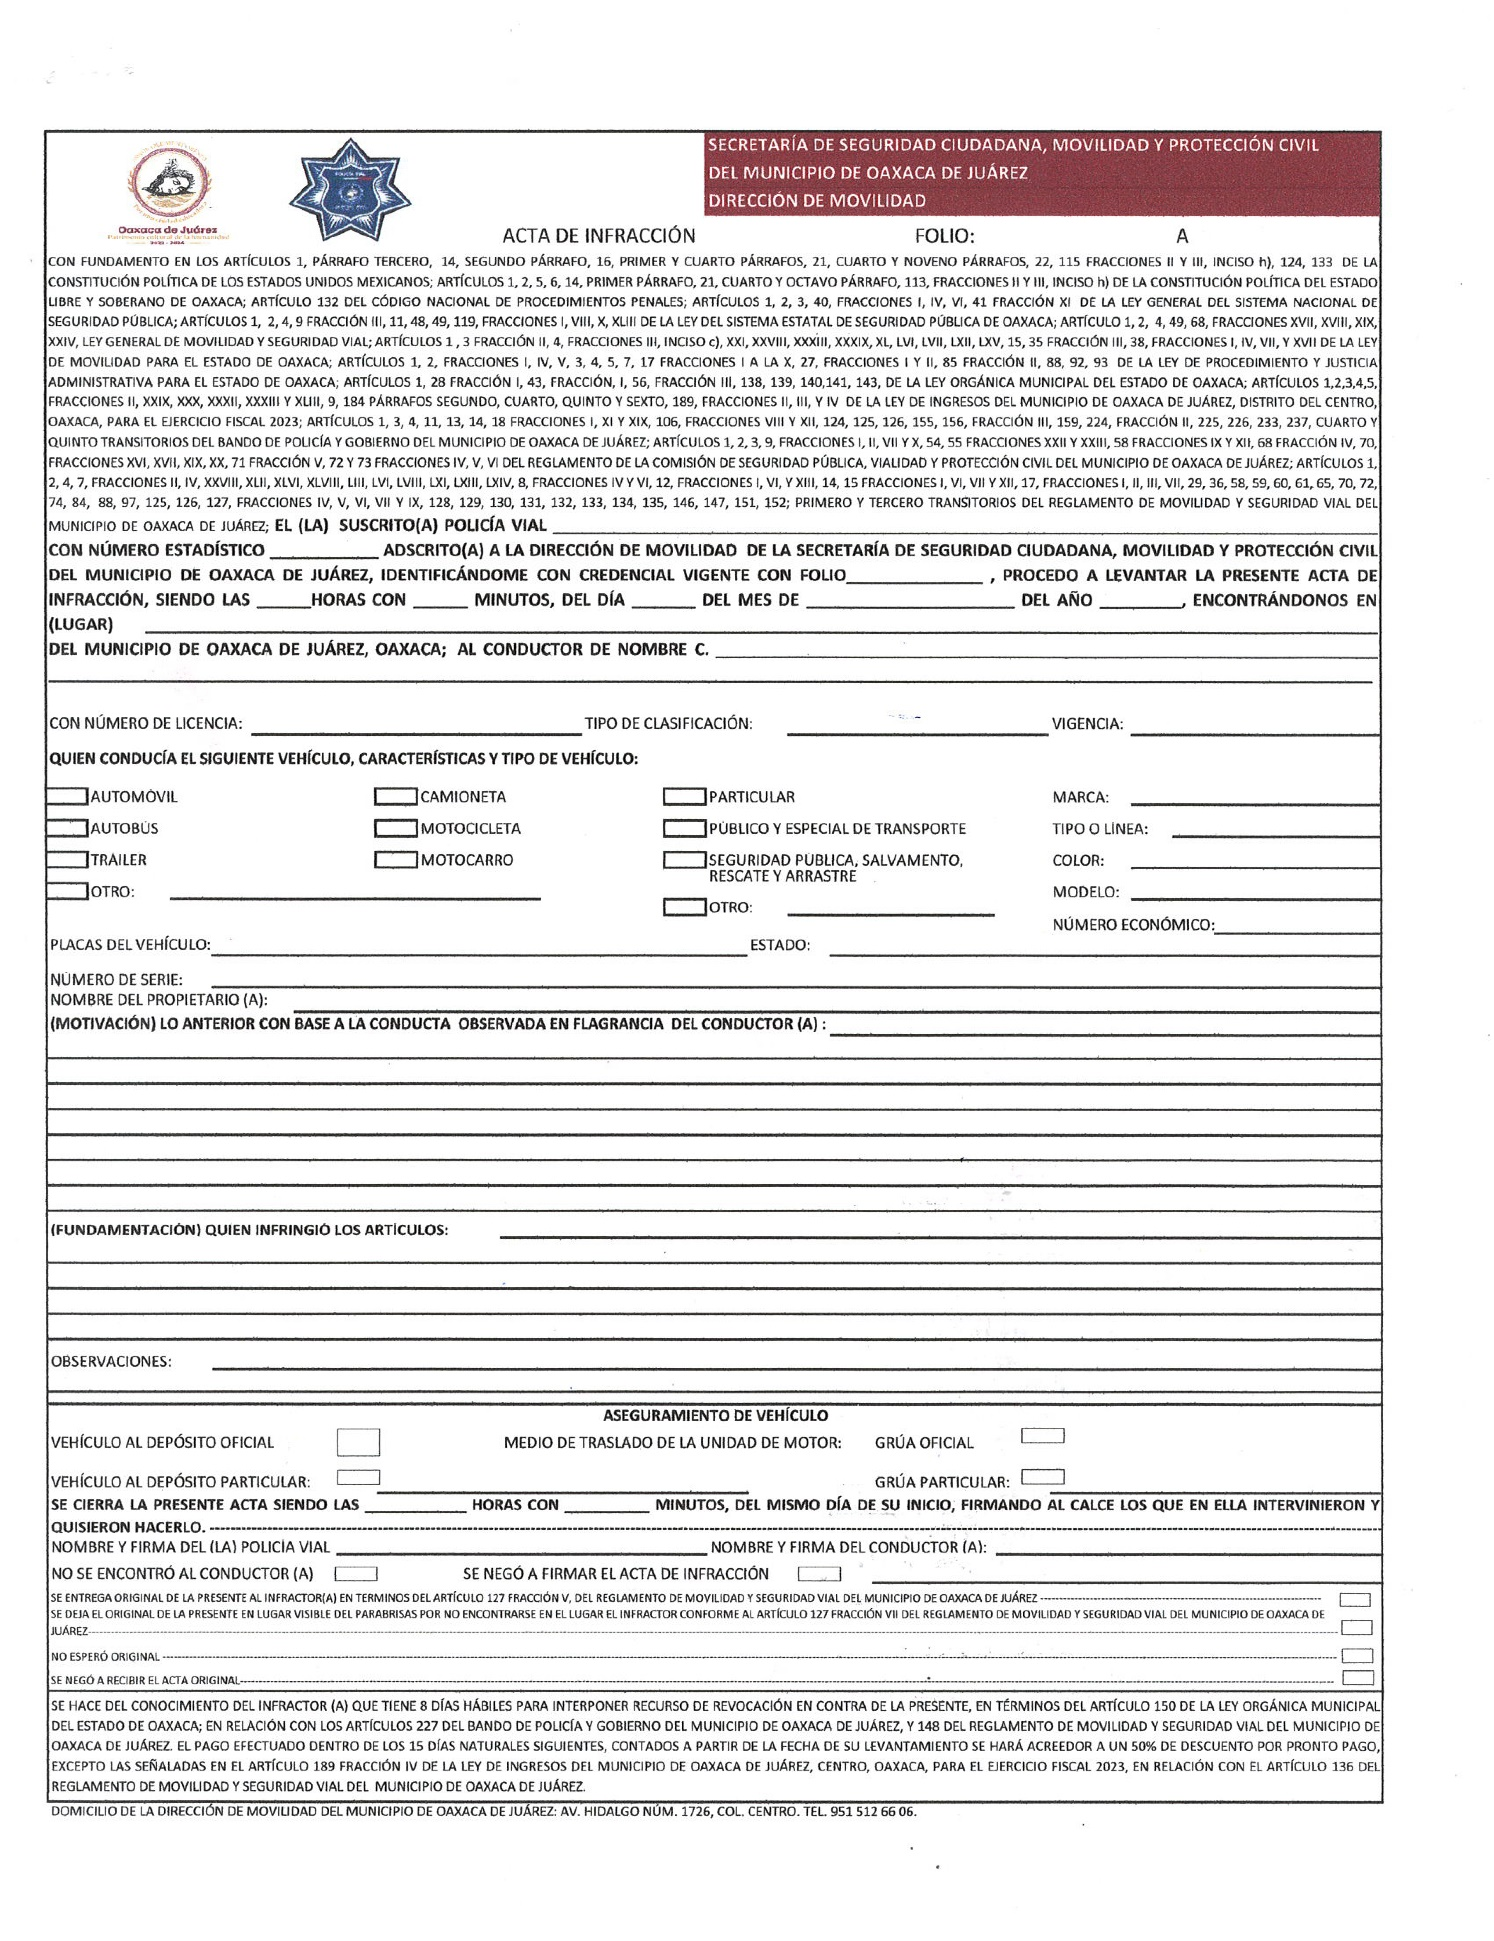 SECRETARÍA DE SEGURIDAD CIUDADANA, MOVILIDAD Y PROTECCIÓN CIVIL
DEL MUNICIPIO DE OAXACA DE JUÁREZ
DIRECCIÓN DE MOVILIDAD
Oaxaca de Juárez
ACTA DE INFRACCIÓN FOLIO: A
CON FUNDAMENTO EN LOS ARTÍCULOS 1, PÁRRAFO TERCERO, 14, SEGUNDO PÁRRAFO, 16, PRIMER Y CUARTO PÁRRAFOS, 21, CUARTO Y NOVENO PÁRRAFOS, 22, 115 FRACCIONES II Y III, INCISO h), 124, 133 DE LA
CONSTITUCIÓN POLÍTICA DE LOS ESTADOS UNIDOS MEXICANOS; ARTÍCULOS 1, 2, 5, 6, 14, PRIMER PÁRRAFO, 21, CUARTO Y OCTAVO PÁRRAFO, 113, FRACCIONES II Y III, INCISO h) DE LA CONSTITUCIÓN POLÍTICA DEL ESTADO
LIBRE Y SOBERANO DE OAXACA; ARTÍCULO 132 DEL CÓDIGO NACIONAL DE PROCEDIMIENTOS PENALES; ARTÍCULOS 1, 2, 3, 40, FRACCIONES I, IV, VI, 41 FRACCIÓN XI DE LA LEY GENERAL DEL SISTEMA NACIONAL DE
SEGURIDAD PÚBLICA; ARTÍCULOS 1, 2, 4, 9 FRACCIÓN III, 11, 48, 49, 119, FRACCIONES I, VIII, X, XLIII DE LA LEY DEL SISTEMA ESTATAL DE SEGURIDAD PÚBLICA DE OAXACA; ARTÍCULO 1, 2, 4, 49, 68, FRACCIONES XVII, XVIII, XIX,
XXIV, LEY GENERAL DE MOVILIDAD Y SEGURIDAD VIAL; ARTÍCULOS 1 , 3 FRACCIÓN II, 4, FRACCIONES III, INCISO c), XXI, XXVIII, XXXIII, XXXIX, XL, LVI, LVII, LXII, LXV, 15, 35 FRACCIÓN III, 38, FRACCIONES I, IV, VII, Y XVII DE LA LEY
DE MOVILIDAD PARA EL ESTADO DE OAXACA; ARTÍCULOS 1, 2, FRACCIONES I, IV, V, 3, 4, 5, 7, 17 FRACCIONES I A LA X, 27, FRACCIONES I Y II, 85 FRACCIÓN II, 88, 92, 93 DE LA LEY DE PROCEDIMIENTO Y JUSTICIA
ADMINISTRATIVA PARA EL ESTADO DE OAXACA; ARTÍCULOS 1, 28 FRACCIÓN I, 43, FRACCIÓN, I, 56, FRACCIÓN III, 138, 139, 140,141, 143, DE LA LEY ORGÁNICA MUNICIPAL DEL ESTADO DE OAXACA; ARTÍCULOS 1,2,3,4,5,
FRACCIONES II, XXIX, XXX, XXXII, XXXIII Y XLIII, 9, 184 PÁRRAFOS SEGUNDO, CUARTO, QUINTO Y SEXTO, 189, FRACCIONES II, III, Y IV DE LA LEY DE INGRESOS DEL MUNICIPIO DE OAXACA DE JUÁREZ, DISTRITO DEL CENTRO,
OAXACA, PARA EL EJERCICIO FISCAL 2023; ARTÍCULOS 1, 3, 4, 11, 13, 14, 18 FRACCIONES I, XI Y XIX, 106, FRACCIONES VIII Y XII, 124, 125, 126, 155, 156, FRACCIÓN III, 159, 224, FRACCIÓN II, 225, 226, 233, 237, CUARTO Y
QUINTO TRANSITORIOS DEL BANDO DE POLICÍA Y GOBIERNO DEL MUNICIPIO DE OAXACA DE JUÁREZ; ARTÍCULOS 1, 2, 3, 9, FRACCIONES I, II, VII Y X, 54, 55 FRACCIONES XXII Y XXIII, 58 FRACCIONES IX Y XII, 68 FRACCIÓN IV, 70,
FRACCIONES XVI, XVII, XIX, XX, 71 FRACCIÓN V, 72 Y 73 FRACCIONES IV, V, VI DEL REGLAMENTO DE LA COMISIÓN DE SEGURIDAD PÚBLICA, VIALIDAD Y PROTECCIÓN CIVIL DEL MUNICIPIO DE OAXACA DE JUÁREZ; ARTÍCULOS 1,
2, 4, 7, FRACCIONES II, IV, XXVIII, XLII, XLVI, XLVIII, LIII, LVI, LVIII, LXI, LXIII, LXIV, 8, FRACCIONES IV Y VI, 12, FRACCIONES I, VI, Y XIII, 14, 15 FRACCIONES I, VI, VII Y XII, 17, FRACCIONES I, II, III, VII, 29, 36, 58, 59, 60, 61, 65, 70, 72,
74, 84, 88, 97, 125, 126, 127, FRACCIONES IV, V, VI, VII Y IX, 128, 129, 130, 131, 132, 133, 134, 135, 146, 147, 151, 152; PRIMERO Y TERCERO TRANSITORIOS DEL REGLAMENTO DE MOVILIDAD Y SEGURIDAD VIAL DEL
MUNICIPIO DE OAXACA DE JUÁREZ; EL (LA) SUSCRITO(A) POLICÍA VIAL
CON NÚMERO ESTADÍSTICO ADSCRITO(A) A LA DIRECCIÓN DE MOVILIDAD DE LA SECRETARÍA DE SEGURIDAD CIUDADANA, MOVILIDAD Y PROTECCIÓN CIVIL
DEL MUNICIPIO DE OAXACA DE JUÁREZ, IDENTIFICÁNDOME CON CREDENCIAL VIGENTE CON FOLIO , PROCEDO A LEVANTAR LA PRESENTE ACTA DE
INFRACCIÓN, SIENDO LAS HORAS CON MINUTOS, DEL DÍA DEL MES DE DEL AÑO , ENCONTRÁNDONOS EN
(LUGAR)
DEL MUNICIPIO DE OAXACA DE JUÁREZ, OAXACA; AL CONDUCTOR DE NOMBRE C.
CON NÚMERO DE LICENCIA: TIPO DE CLASIFICACIÓN: VIGENCIA:
QUIEN CONDUCÍA EL SIGUIENTE VEHÍCULO, CARACTERÍSTICAS Y TIPO DE VEHÍCULO:
AUTOMÓVIL CAMIONETA PARTICULAR MARCA:
AUTOBÚS MOTOCICLETA PÚBLICO Y ESPECIAL DE TRANSPORTE TIPO O LÍNEA:
TRAILER MOTOCARRO SEGURIDAD PÚBLICA, SALVAMENTO, COLOR:
RESCATE Y ARRASTRE
OTRO: MODELO:
OTRO:
NÚMERO ECONÓMICO:
PLACAS DEL VEHÍCULO: ESTADO:
NÚMERO DE SERIE:
NOMBRE DEL PROPIETARIO (A):
(MOTIVACIÓN) LO ANTERIOR CON BASE A LA CONDUCTA OBSERVADA EN FLAGRANCIA DEL CONDUCTOR (A) :
(FUNDAMENTACIÓN) QUIEN INFRINGIÓ LOS ARTÍCULOS:
OBSERVACIONES:
ASEGURAMIENTO DE VEHÍCULO
VEHÍCULO AL DEPÓSITO OFICIAL MEDIO DE TRASLADO DE LA UNIDAD DE MOTOR: GRÚA OFICIAL
VEHÍCULO AL DEPÓSITO PARTICULAR: GRÚA PARTICULAR:
SE CIERRA LA PRESENTE ACTA SIENDO LAS HORAS CON MINUTOS, DEL MISMO DÍA DE SU INICIO, FIRMANDO AL CALCE LOS QUE EN ELLA INTERVINIERON Y
QUISIERON HACERLO.
NOMBRE Y FIRMA DEL (LA) POLICÍA VIAL NOMBRE Y FIRMA DEL CONDUCTOR (A):
NO SE ENCONTRÓ AL CONDUCTOR (A) SE NEGÓ A FIRMAR EL ACTA DE INFRACCIÓN
SE ENTREGA ORIGINAL DE LA PRESENTE AL INFRACTOR(A) EN TERMINOS DEL ARTÍCULO 127 FRACCIÓN V, DEL REGLAMENTO DE MOVILIDAD Y SEGURIDAD VIAL DEL MUNICIPIO DE OAXACA DE JUÁREZ
SE DEJA EL ORIGINAL DE LA PRESENTE EN LUGAR VISIBLE DEL PARABRISAS POR NO ENCONTRARSE EN EL LUGAR EL INFRACTOR CONFORME AL ARTÍCULO 127 FRACCIÓN VII DEL REGLAMENTO DE MOVILIDAD Y SEGURIDAD VIAL DEL MUNICIPIO DE OAXACA DE
JUÁREZ
NO ESPERÓ ORIGINAL
SE NEGÓ A RECIBIR EL ACTA ORIGINAL
SE HACE DEL CONOCIMIENTO DEL INFRACTOR (A) QUE TIENE 8 DÍAS HÁBILES PARA INTERPONER RECURSO DE REVOCACIÓN EN CONTRA DE LA PRESENTE, EN TÉRMINOS DEL ARTÍCULO 150 DE LA LEY ORGÁNICA MUNICIPAL
DEL ESTADO DE OAXACA; EN RELACIÓN CON LOS ARTÍCULOS 227 DEL BANDO DE POLICÍA Y GOBIERNO DEL MUNICIPIO DE OAXACA DE JUÁREZ, Y 148 DEL REGLAMENTO DE MOVILIDAD Y SEGURIDAD VIAL DEL MUNICIPIO DE
OAXACA DE JUÁREZ. EL PAGO EFECTUADO DENTRO DE LOS 15 DÍAS NATURALES SIGUIENTES, CONTADOS A PARTIR DE LA FECHA DE SU LEVANTAMIENTO SE HARÁ ACREEDOR A UN 50% DE DESCUENTO POR PRONTO PAGO,
EXCEPTO LAS SEÑALADAS EN EL ARTÍCULO 189 FRACCIÓN IV DE LA LEY DE INGRESOS DEL MUNICIPIO DE OAXACA DE JUÁREZ, CENTRO, OAXACA, PARA EL EJERCICIO FISCAL 2023, EN RELACIÓN CON EL ARTÍCULO 136 DEL
REGLAMENTO DE MOVILIDAD Y SEGURIDAD VIAL DEL MUNICIPIO DE OAXACA DE JUÁREZ.
DOMICILIO DE LA DIRECCIÓN DE MOVILIDAD DEL MUNICIPIO DE OAXACA DE JUÁREZ: AV. HIDALGO NÚM. 1726, COL. CENTRO. TEL. 951 512 66 06.